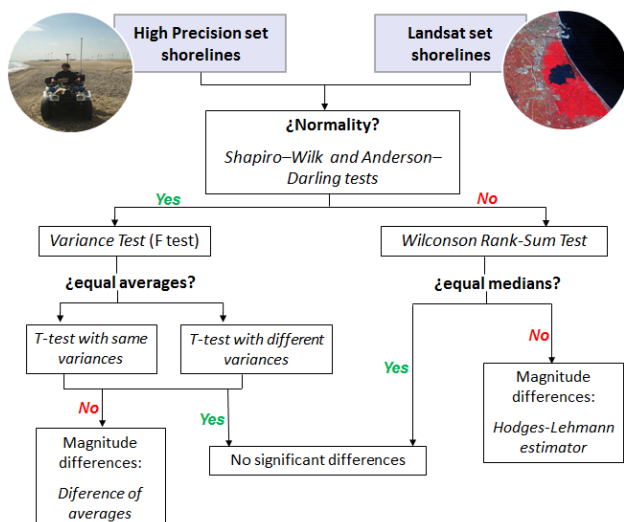 High Precision set
shorelines
Landsat set
shorelines
¿Normality?
Shapiro–Wilk and Anderson–
Darling tests
Yes
No
Variance Test (F test)
Wilconson Rank-Sum Test
¿equal averages?
¿equal medians?
T-test with same
variances
T-test with different
variances
No
Yes
Yes
No
Magnitude
differences:
Diference of
averages
No significant differences
Magnitude
differences:
Hodges-Lehmann
estimator